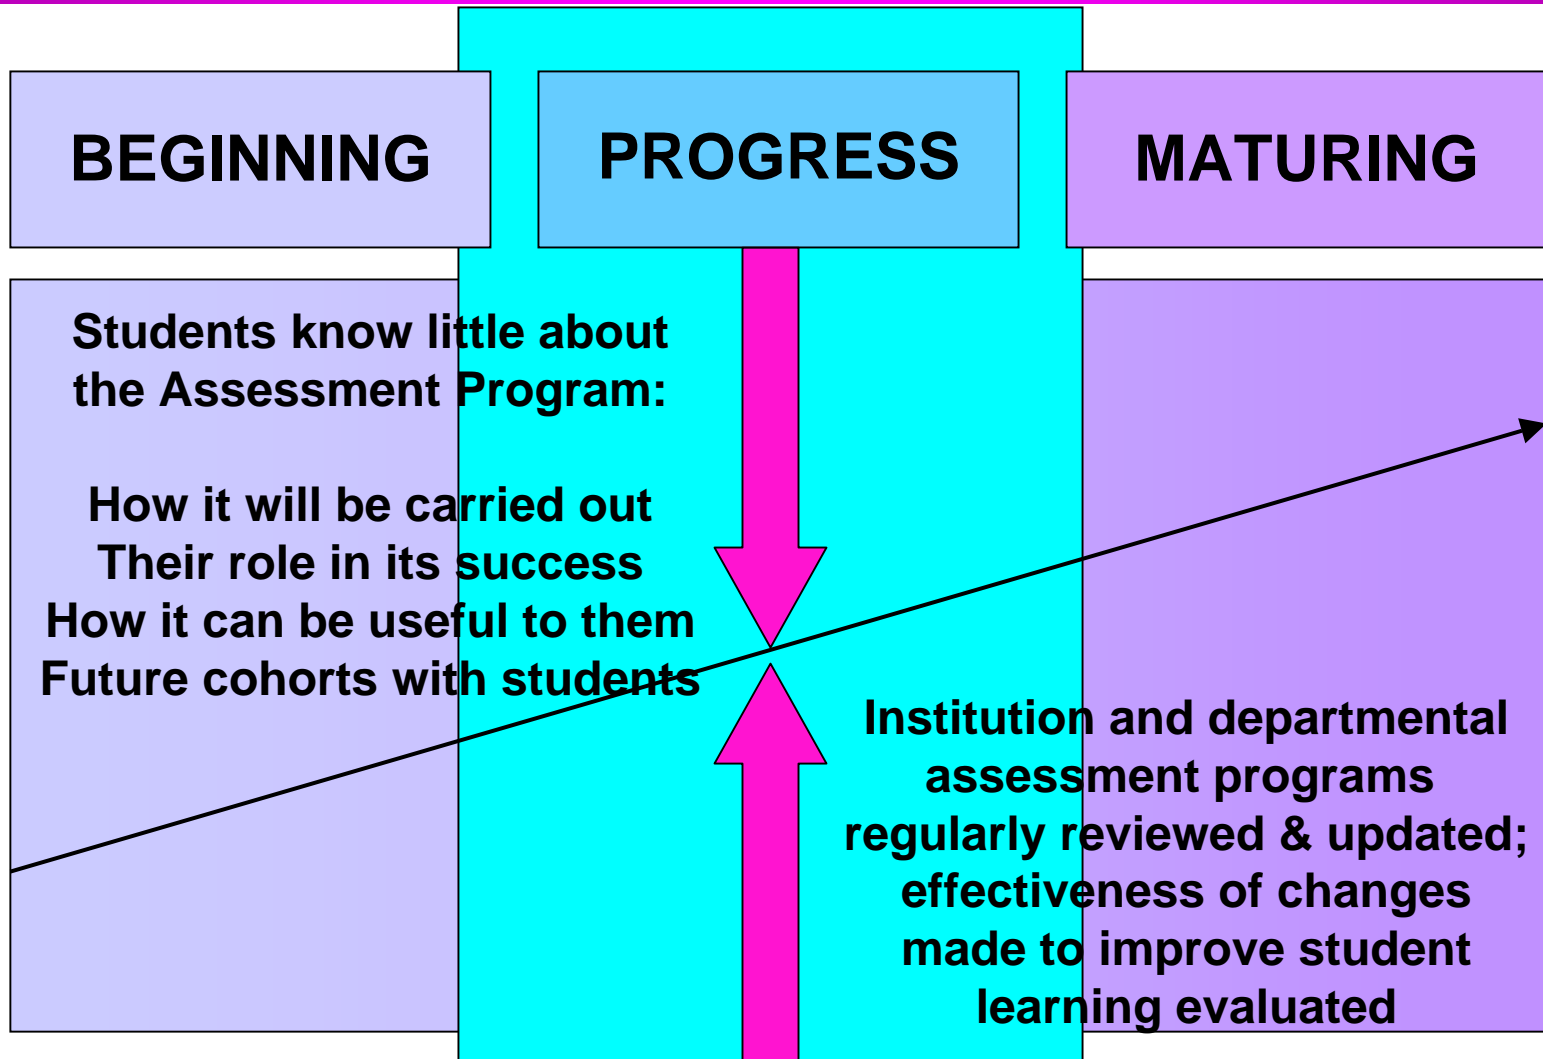 BEGINNING
PROGRESS
MATURING
Students know little about
the Assessment Program:
How it will be carried out
Their role in its success
How it can be useful to them
Future cohorts with students
Institution and departmental
assessment programs
regularly reviewed & updated;
effectiveness of changes
made to improve student
learning evaluated